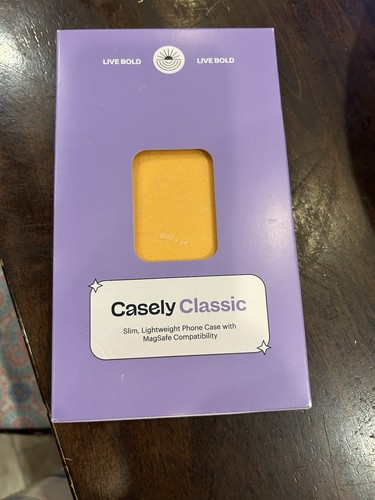 LIVE BOLD LIVE BOLD
Casely Classic
Slim, Lightweight Phone Case with
MagSafe Compatibility